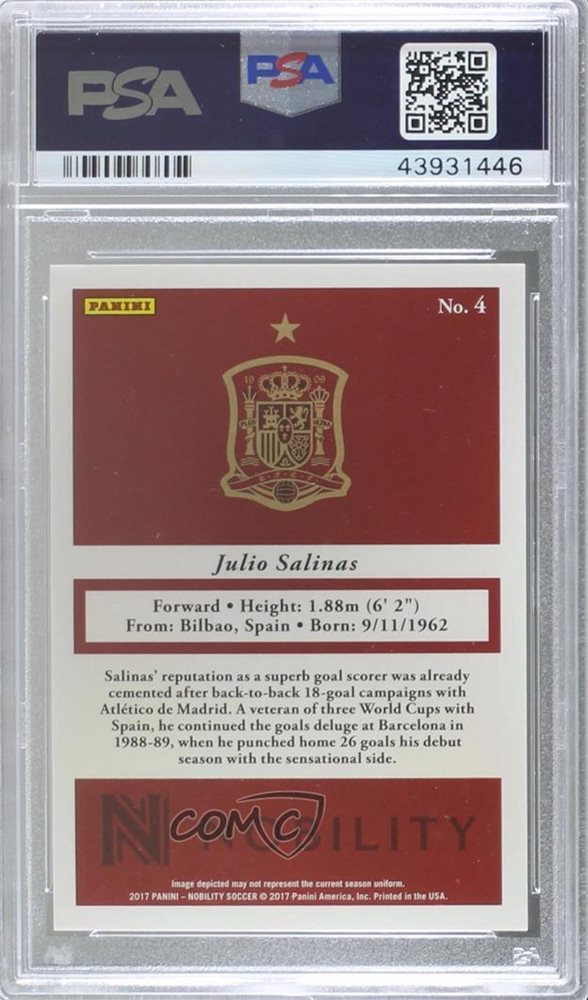 PSA
PSA
43931446
PANINI
No. 4
19 09
R.F.C.F.
Julio Salinas
Forward • Height: 1.88m (6' 2")
From: Bilbao, Spain • Born: 9/11/1962
Salinas’ reputation as a superb goal scorer was already
cemented after back-to-back 18-goal campaigns with
Atlético de Madrid. A veteran of three World Cups with
Spain, he continued the goals deluge at Barcelona in
1988-89, when he punched home 26 goals his debut
season with the sensational side.
N NOBILITY
COMC
Image depicted may not represent the current season uniform.
2017 PANINI – NOBILITY SOCCER © 2017 Panini America, Inc. Printed in the USA.
PSA